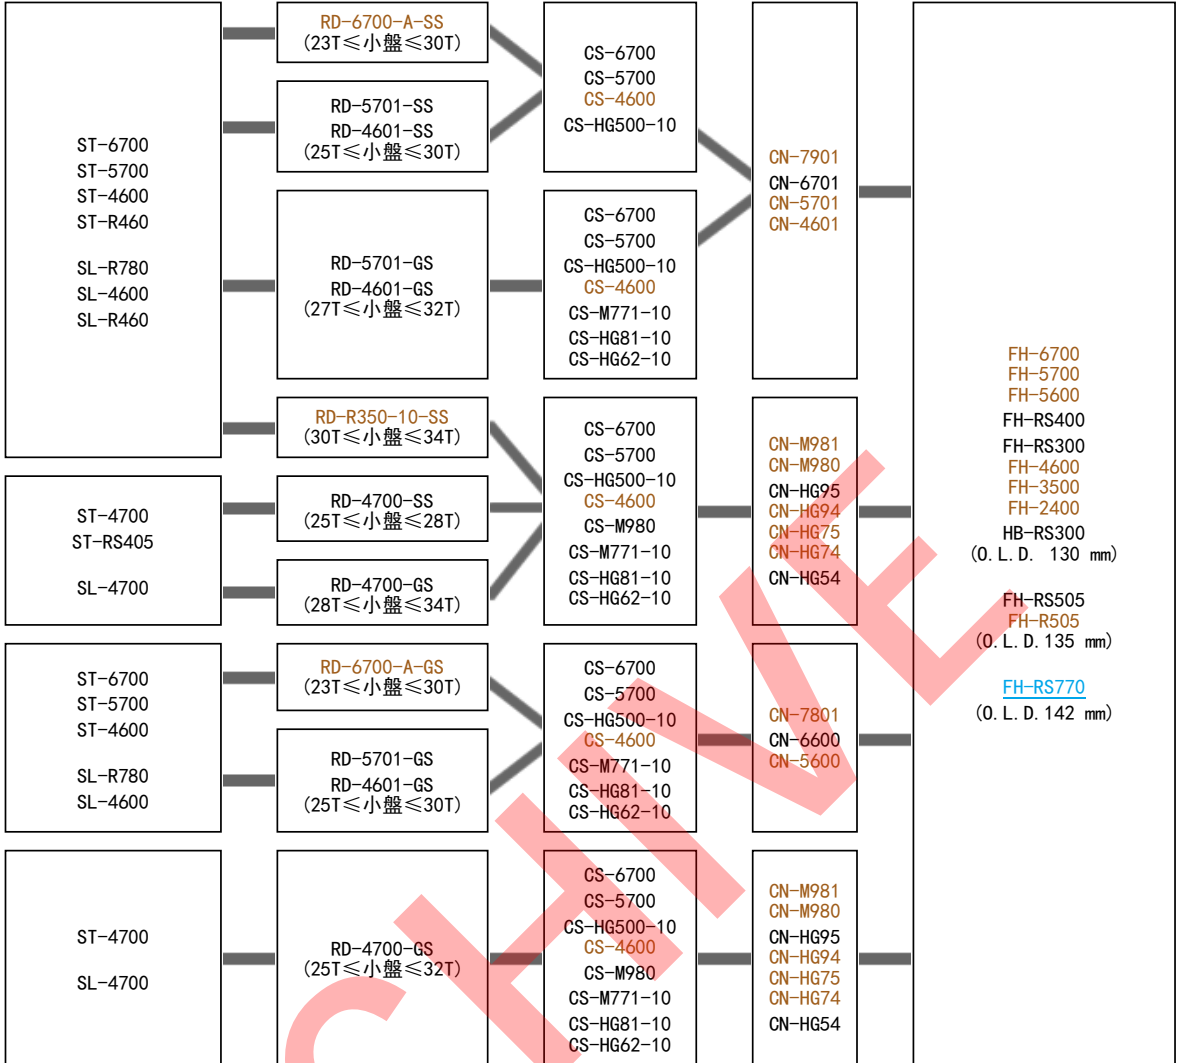 ST-6700
ST-5700
ST-4600
ST-R460
SL-R780
SL-4600
SL-R460
RD-6700-A-SS
(23T≤小盤≤30T)
RD-5701-SS
RD-4601-SS
(25T≤小盤≤30T)
CS-6700
CS-5700
CS-4600
CS-HG500-10
RD-5701-GS
RD-4601-GS
(27T≤小盤≤32T)
CS-6700
CS-5700
CS-HG500-10
CS-4600
CS-M771-10
CS-HG81-10
CS-HG62-10
CN-7901
CN-6701
CN-5701
CN-4601
RD-R350-10-SS
(30T≤小盤≤34T)
ST-4700
ST-RS405
SL-4700
RD-4700-SS
(25T≤小盤≤28T)
RD-4700-GS
(28T≤小盤≤34T)
CS-6700
CS-5700
CS-HG500-10
CS-4600
CS-M980
CS-M771-10
CS-HG81-10
CS-HG62-10
CN-M981
CN-M980
CN-HG95
CN-HG94
CN-HG75
CN-HG74
CN-HG54
ST-6700
ST-5700
ST-4600
SL-R780
SL-4600
RD-6700-A-GS
(23T≤小盤≤30T)
RD-5701-GS
RD-4601-GS
(25T≤小盤≤30T)
CS-6700
CS-5700
CS-HG500-10
CS-4600
CS-M771-10
CS-HG81-10
CS-HG62-10
CN-7801
CN-6600
CN-5600
ST-4700
SL-4700
RD-4700-GS
(25T≤小盤≤32T)
CS-6700
CS-5700
CS-HG500-10
CS-4600
CS-M980
CS-M771-10
CS-HG81-10
CS-HG62-10
CN-M981
CN-M980
CN-HG95
CN-HG94
CN-HG75
CN-HG74
CN-HG54
FH-6700
FH-5700
FH-5600
FH-RS400
FH-RS300
FH-4600
FH-3500
FH-2400
HB-RS300
(O.L.D. 130 mm)
FH-RS505
FH-R505
(O.L.D.135 mm)
FH-RS770
(O.L.D.142 mm)
CHIVE